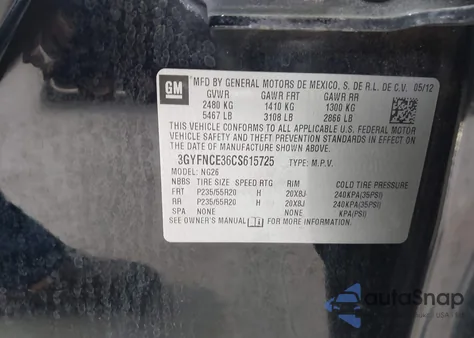 GM
MFD BY GENERAL MOTORS DE MEXICO, S. DE R.L. DE C.V. 05/12
GVWR GAWR FRT GAWR RR
2480 KG 1410 KG 1300 KG
5467 LB 3108 LB 2866 LB
THIS VEHICLE CONFORMS TO ALL APPLICABLE U.S. FEDERAL MOTOR
VEHICLE SAFETY AND THEFT PREVENTION STANDARDS IN EFFECT ON THE
DATE OF MANUFACTURE SHOWN ABOVE.
3GYFNCE36CS615725 TYPE: M.P.V.
MODEL: NG26
NBBS TIRE SIZE SPEED RTG RIM COLD TIRE PRESSURE
FRT P235/55R20 H 20X8J 240KPA(35PSI)
RR P235/55R20 H 20X8J 240KPA(35PSI)
SPA NONE NONE NONE KPA(PSI)
SEE OWNER'S MANUAL FOR MORE INFORMATION
autoSnap